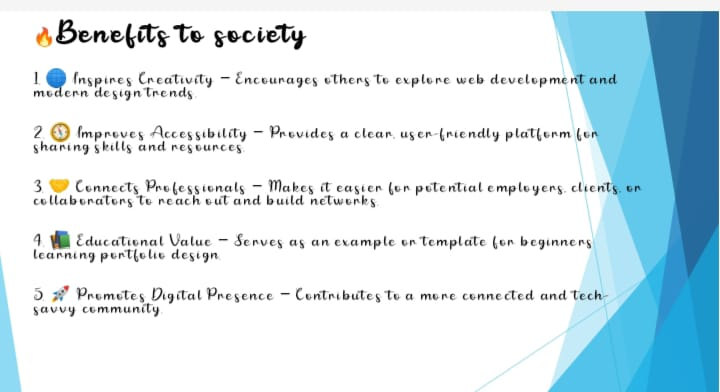 🔥Benefits to society
1. 🌐 Inspires Creativity – Encourages others to explore web development and
modern design trends.
2. 🧭 Improves Accessibility – Provides a clear, user-friendly platform for
sharing skills and resources.
3. 🤝 Connects Professionals – Makes it easier for potential employers, clients, or
collaborators to reach out and build networks.
4. 📚 Educational Value – Serves as an example or template for beginners
learning portfolio design.
5. 🚀 Promotes Digital Presence – Contributes to a more connected and tech-
savvy community.